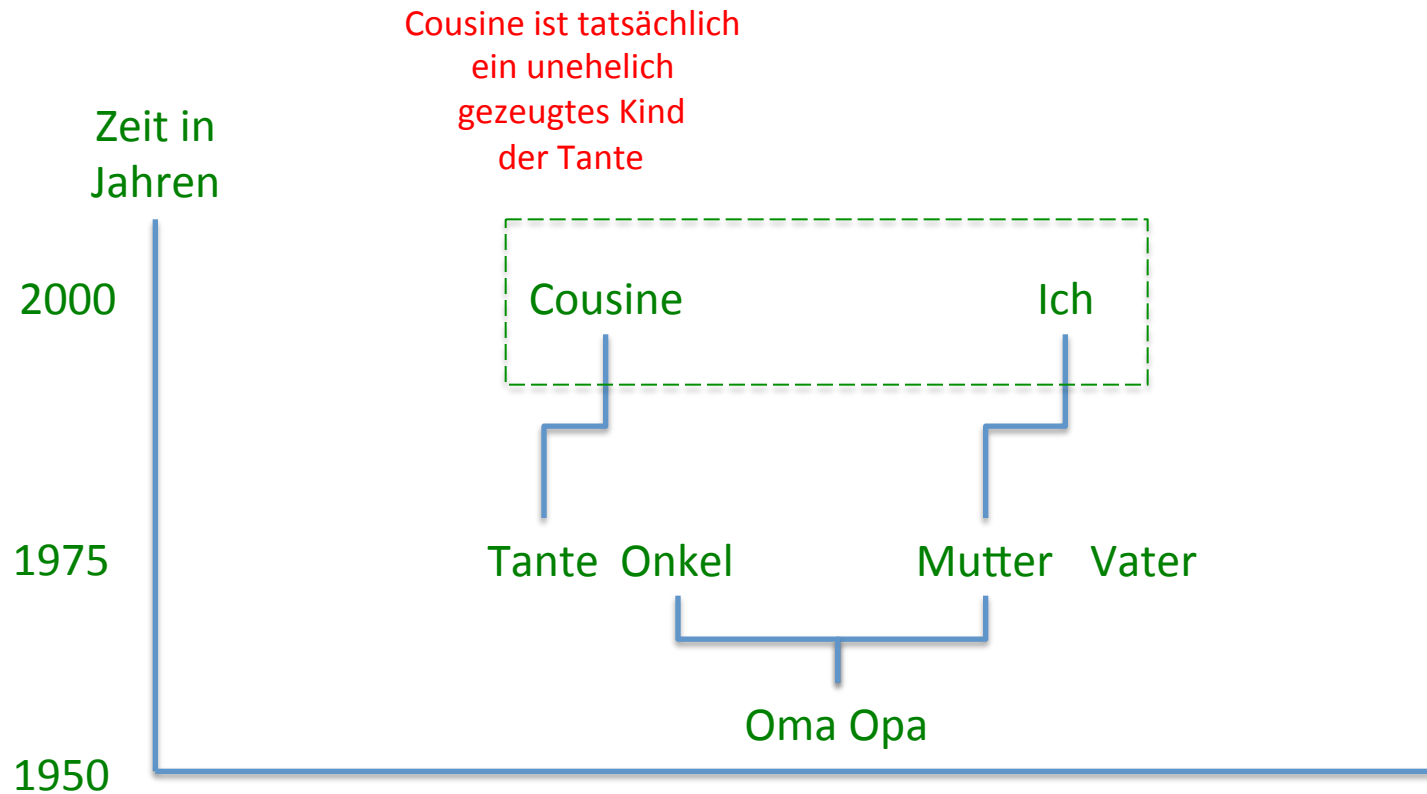 Cousine ist tatsächlich
ein unehelich
gezeugtes Kind
der Tante
Zeit in
Jahren
2000
Cousine
Ich
1975
Tante Onkel
Mutter Vater
Oma Opa
1950